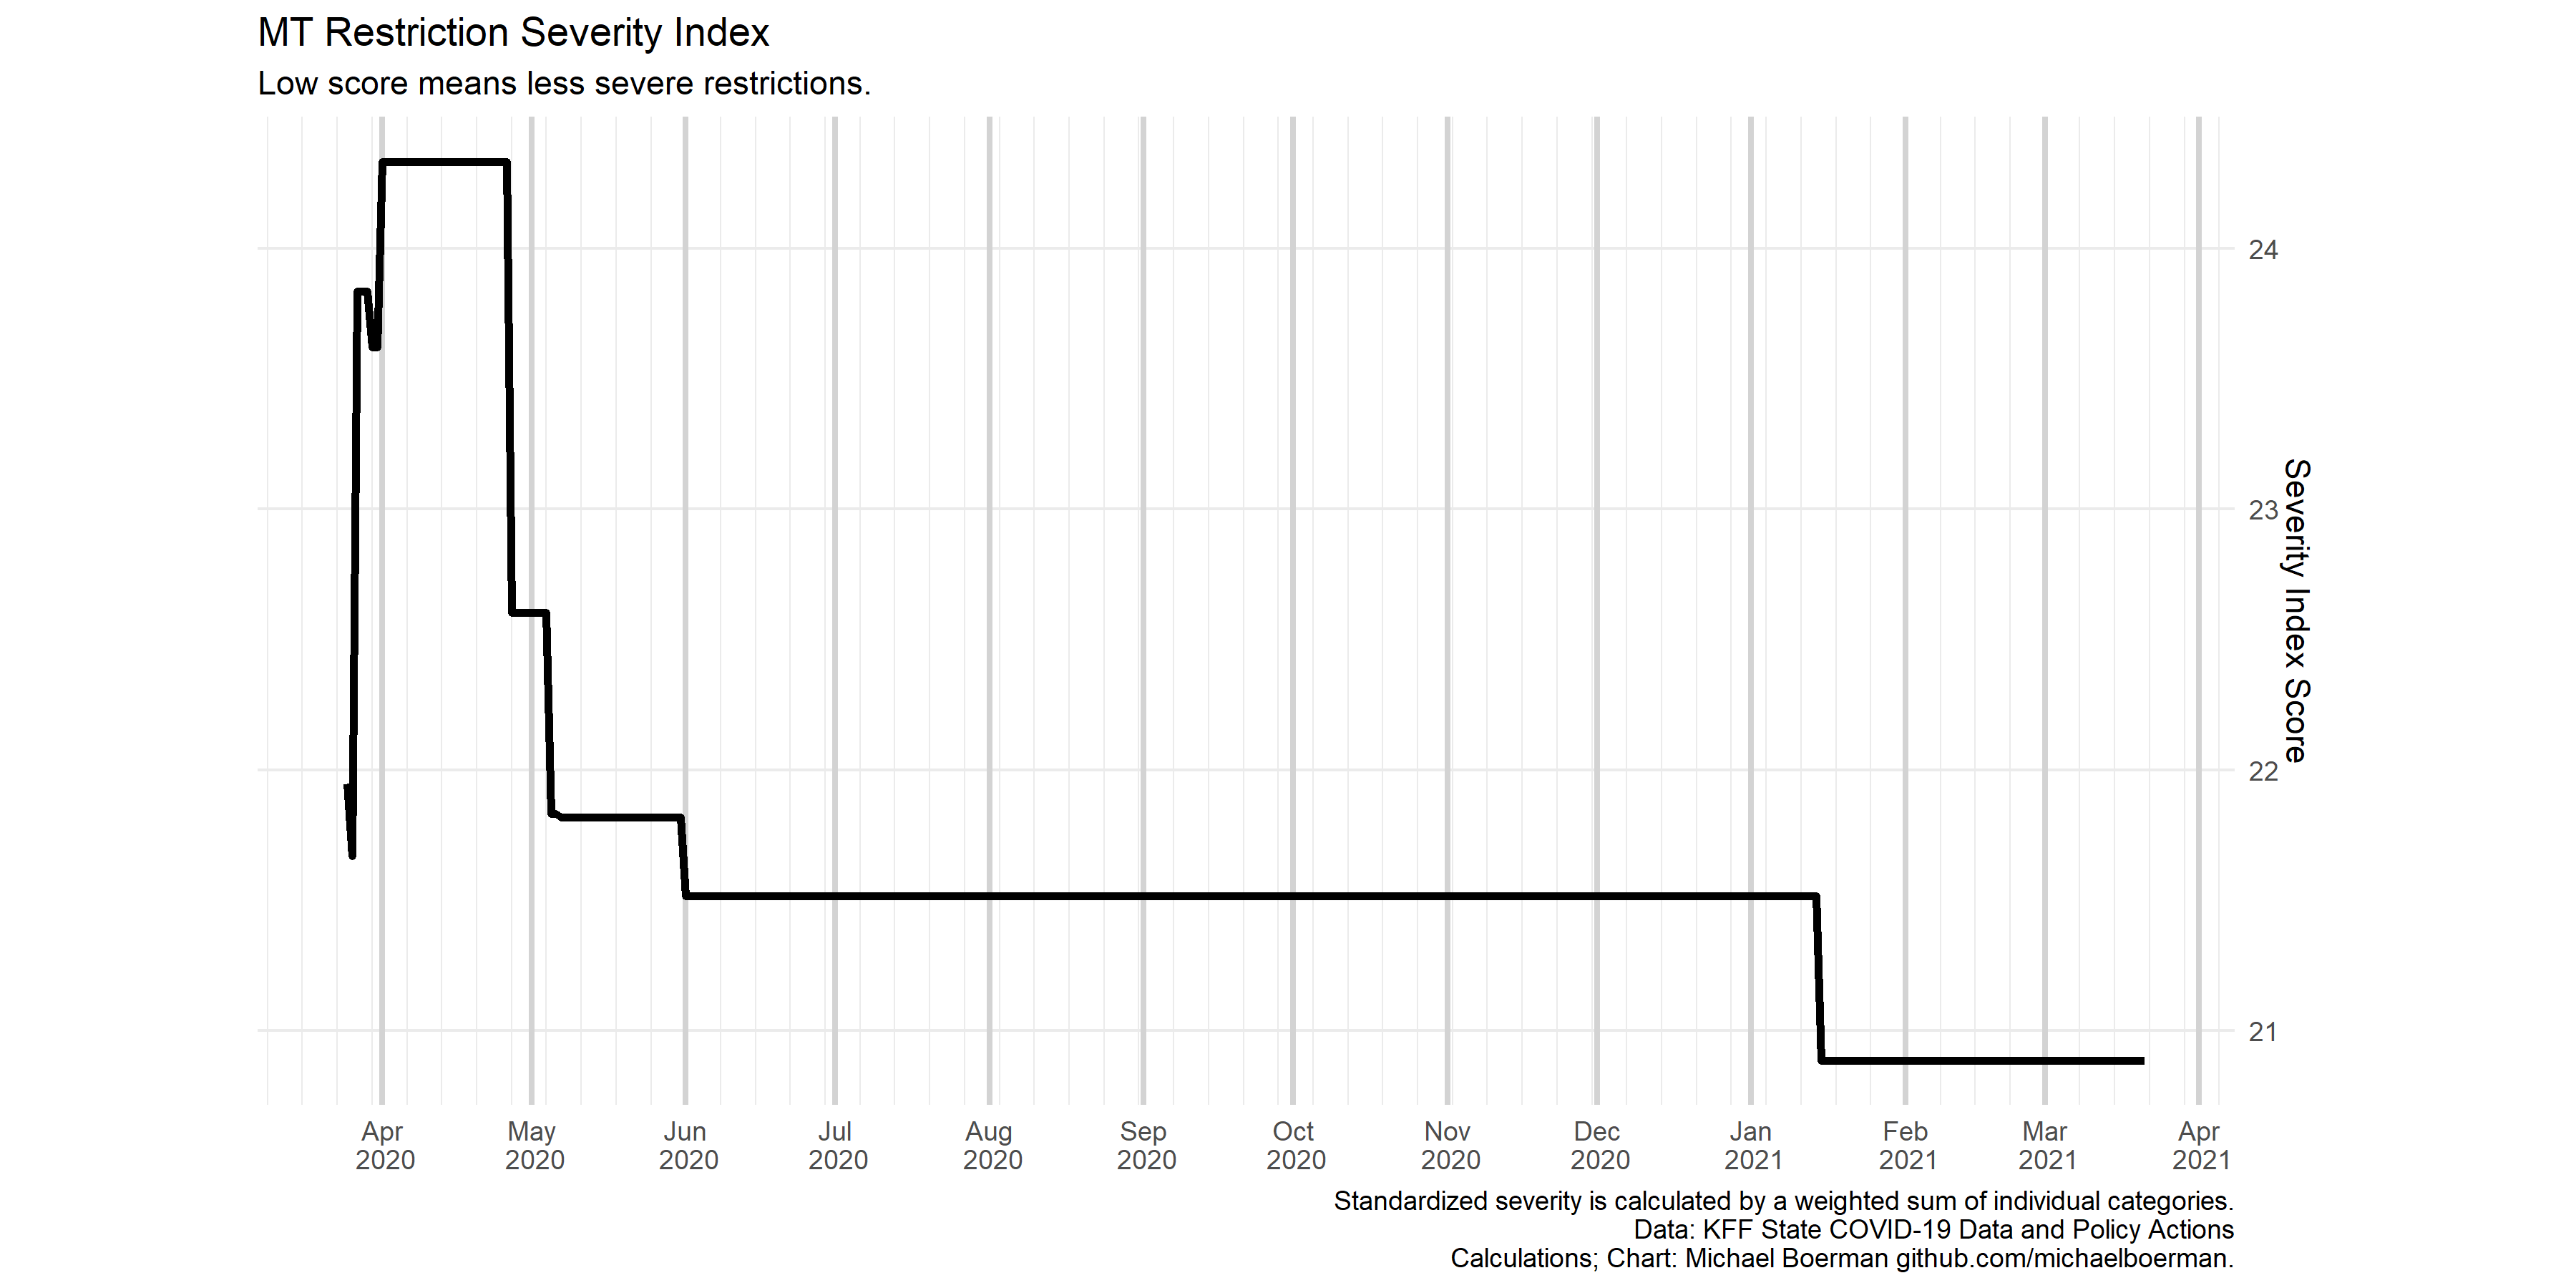 MT Restriction Severity Index
Low score means less severe restrictions.
24
23
22
21
Severity Index Score
Apr
2020
May
2020
Jun
2020
Jul
2020
Aug
2020
Sep
2020
Oct
2020
Nov
2020
Dec
2020
Jan
2021
Feb
2021
Mar
2021
Apr
2021
Standardized severity is calculated by a weighted sum of individual categories.
Data: KFF State COVID-19 Data and Policy Actions
Calculations; Chart: Michael Boerman github.com/michaelboerman.